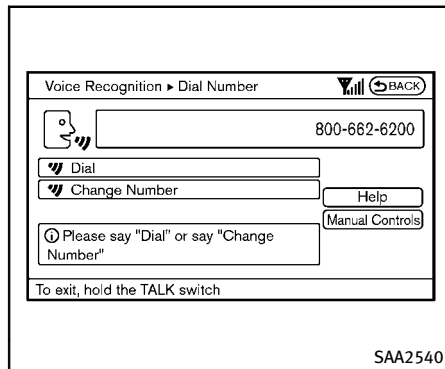 Voice Recognition ▸ Dial Number
BACK
800-662-6200
Dial
Change Number
Help
Manual Controls
Please say "Dial" or say "Change
Number"
To exit, hold the TALK switch
SAA2540